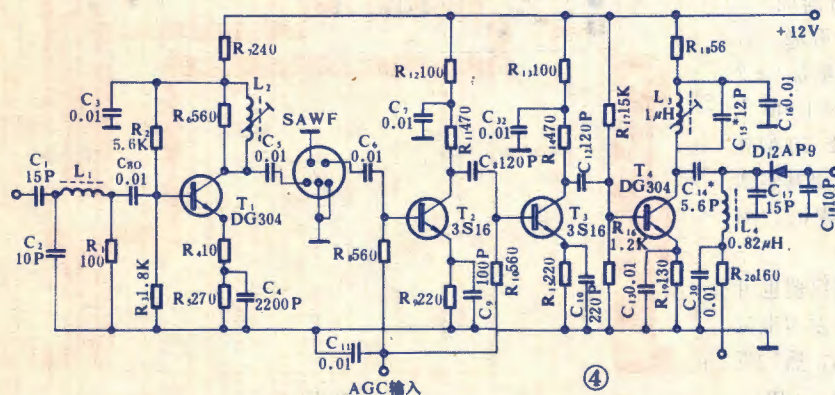 R₇240
R₁₂100
R₁₃100
R₁₈56
+12V
C₃
0.01
R₂
5.6K
R₆560
L₂
SAWF
C₇
0.01
R₁₁470
C₃₂
0.01
R₁₄470
R₁₇15K
L₃
1μH
C₁₅*12P
C₁₆0.01
C₁
15P
L₁
C₈₀
0.01
C₅
0.01
C₆
0.01
C₈120P
C₁₂120P
T₄
DG304
D₁2AP9
C₂
10P
R₁
100
T₁
DG304
R₈560
T₂
3S16
T₃
3S16
R₁₆
1.2K
C₁₄*
5.6P
C₁₇
15P
10P
L₄
0.82μH
R₃1.8K
R₄10
R₅270
C₄
2200P
R₉220
C₉
100P
R₁₀560
R₁₅220
C₁₀
220P
C₁₃0.01
R₁₉130
0.01
R₂₀160
C₁₁
0.01
AGC输入
④